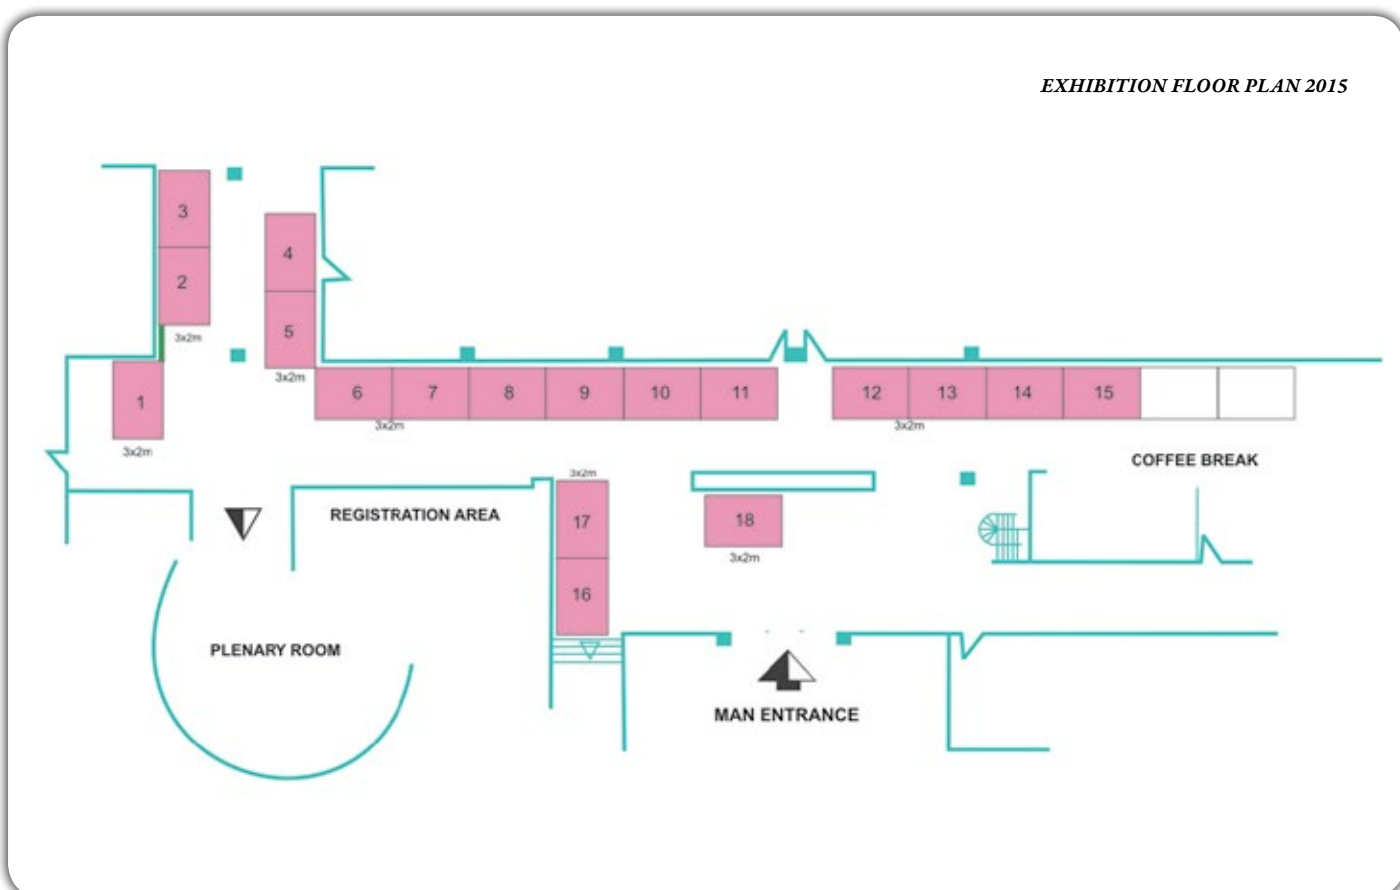 EXHIBITION FLOOR PLAN 2015
3
4
2
5
3x2m
3x2m
1
6 7 8 9 10 11 12 13 14 15
3x2m
3x2m
3x2m
COFFEE BREAK
3x2m
REGISTRATION AREA
17
18
3x2m
16
PLENARY ROOM
MAN ENTRANCE